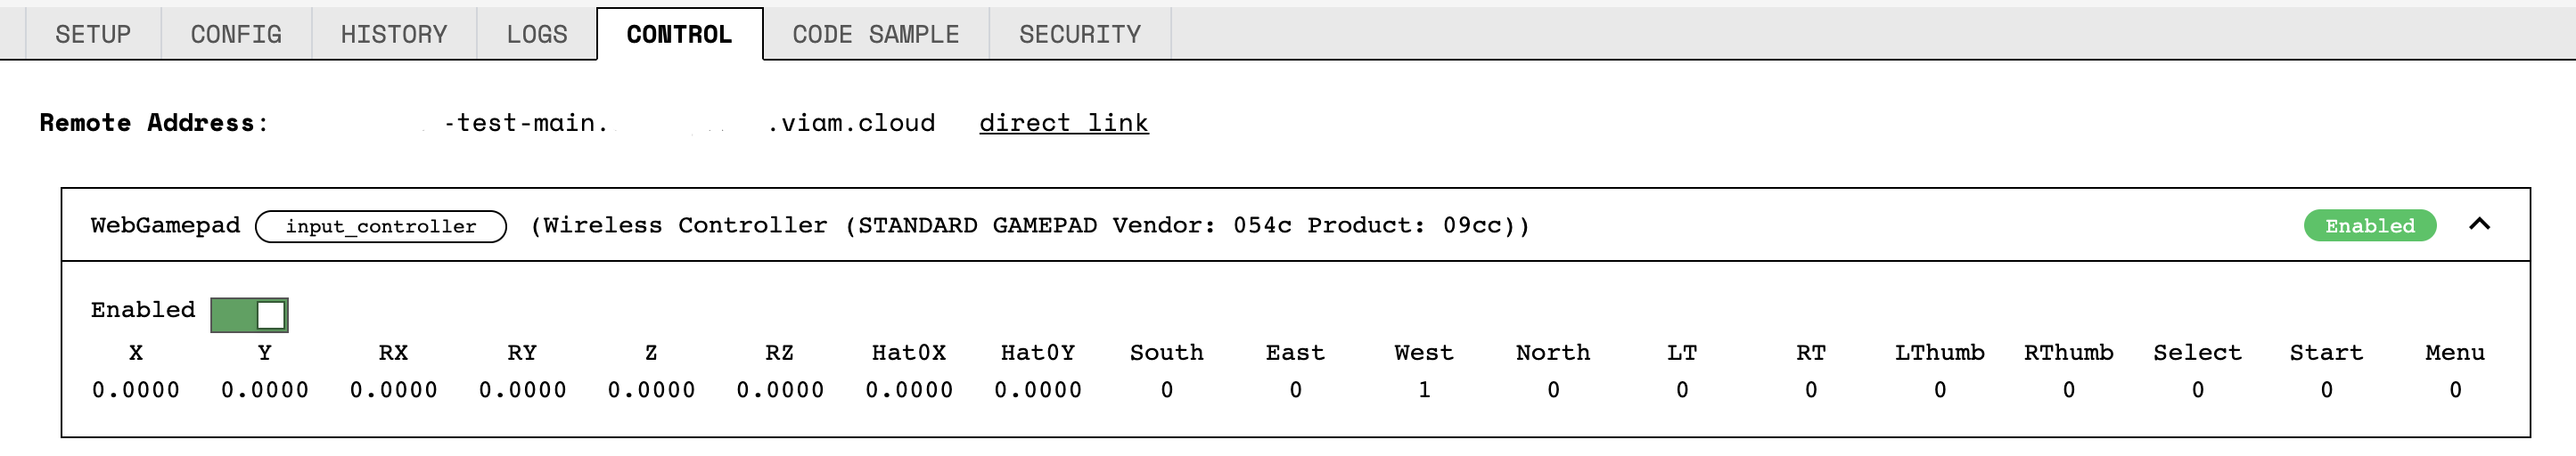 SETUP CONFIG HISTORY LOGS CONTROL CODE SAMPLE SECURITY
Remote Address: -test-main. .viam.cloud direct link
WebGamepad input_controller (Wireless Controller (STANDARD GAMEPAD Vendor: 054c Product: 09cc)) Enabled
Enabled
X Y RX RY Z RZ Hat0X Hat0Y South East West North LT RT LThumb RThumb Select Start Menu
0.0000 0.0000 0.0000 0.0000 0.0000 0.0000 0.0000 0.0000 0 0 1 0 0 0 0 0 0 0 0